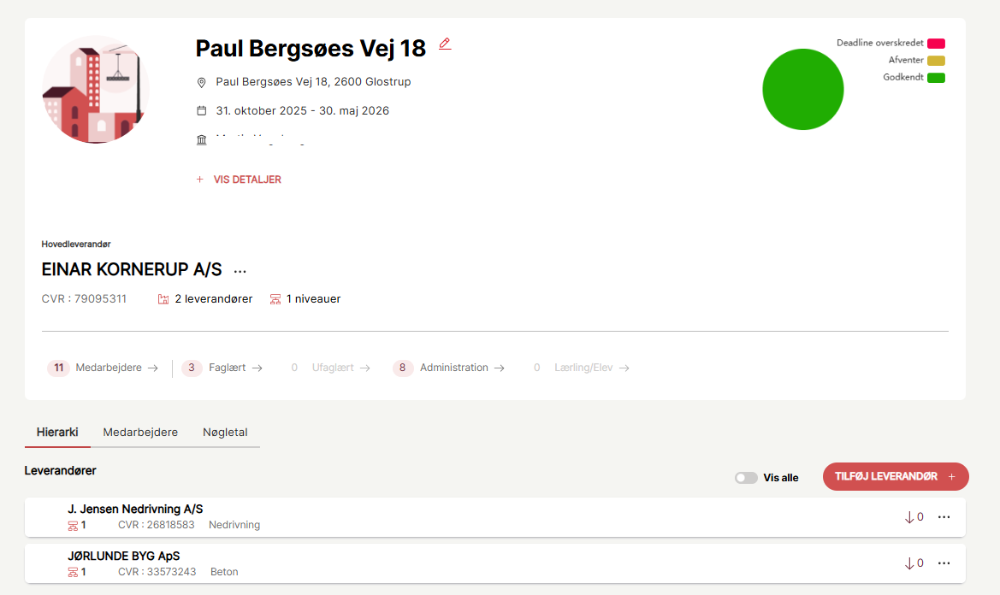 Paul Bergsøes Vej 18
Paul Bergsøes Vej 18, 2600 Glostrup
31. oktober 2025 - 30. maj 2026
+ VIS DETALJER
Deadline overskredet
Afventer
Godkendt
Hovedleverandør
EINAR KORNERUP A/S ...
CVR : 79095311 2 leverandører 1 niveauer
11 Medarbejdere → 3 Faglært → 0 Ufaglært → 8 Administration → 0 Lærling/Elev →
Hierarki Medarbejdere Nøgletal
Leverandører
Vis alle TILFØJ LEVERANDØR +
J. Jensen Nedrivning A/S
1 CVR : 26818583 Nedrivning
↓0 ...
JØRLUNDE BYG ApS
1 CVR : 33573243 Beton
↓0 ...